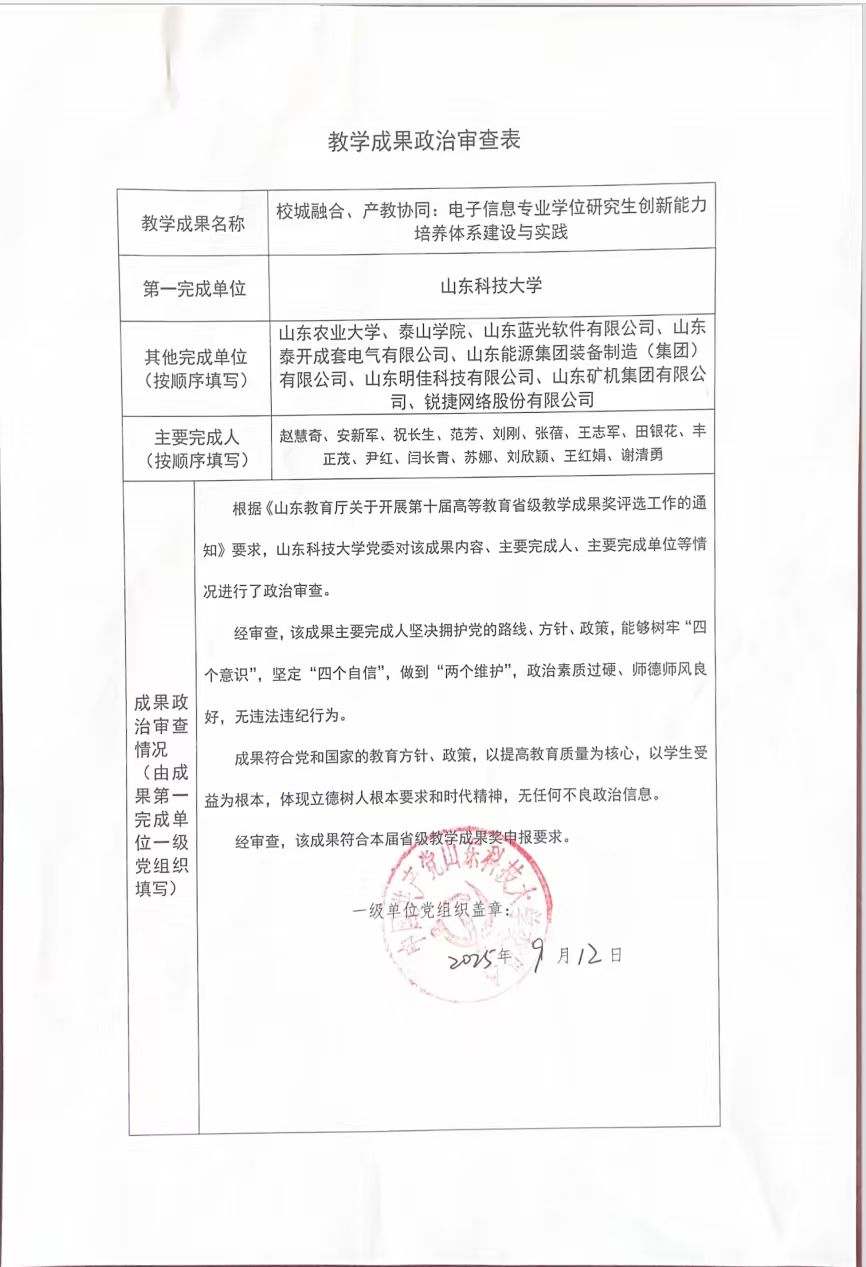 教学成果政治审查表
教学成果名称
校城融合、产教协同：电子信息专业学位研究生创新能力
培养体系建设与实践
第一完成单位
山东科技大学
其他完成单位
（按顺序填写）
山东农业大学、泰山学院、山东蓝光软件有限公司、山东
泰开成套电气有限公司、山东能源集团装备制造（集团）
有限公司、山东明佳科技有限公司、山东矿机集团有限公
司、锐捷网络股份有限公司
主要完成人
（按顺序填写）
赵慧奇、安新军、祝长生、范芳、刘刚、张蓓、王志军、田银花、丰
正茂、尹红、闫长青、苏娜、刘欣颖、王红娟、谢清勇
成果政
治审查
情况
（由成
果第一
完成单
位一级
党组织
填写）
根据《山东教育厅关于开展第十届高等教育省级教学成果奖评选工作的通
知》要求，山东科技大学党委对该成果内容、主要完成人、主要完成单位等情
况进行了政治审查。
经审查，该成果主要完成人坚决拥护党的路线、方针、政策，能够树牢“四
个意识”，坚定“四个自信”，做到“两个维护”，政治素质过硬、师德师风良
好，无违法违纪行为。
成果符合党和国家的教育方针、政策，以提高教育质量为核心，以学生受
益为根本，体现立德树人根本要求和时代精神，无任何不良政治信息。
经审查，该成果符合本届省级教学成果奖申报要求。
中国共产党山东科技大学委员会
一级单位党组织盖章：
2025年9月12日